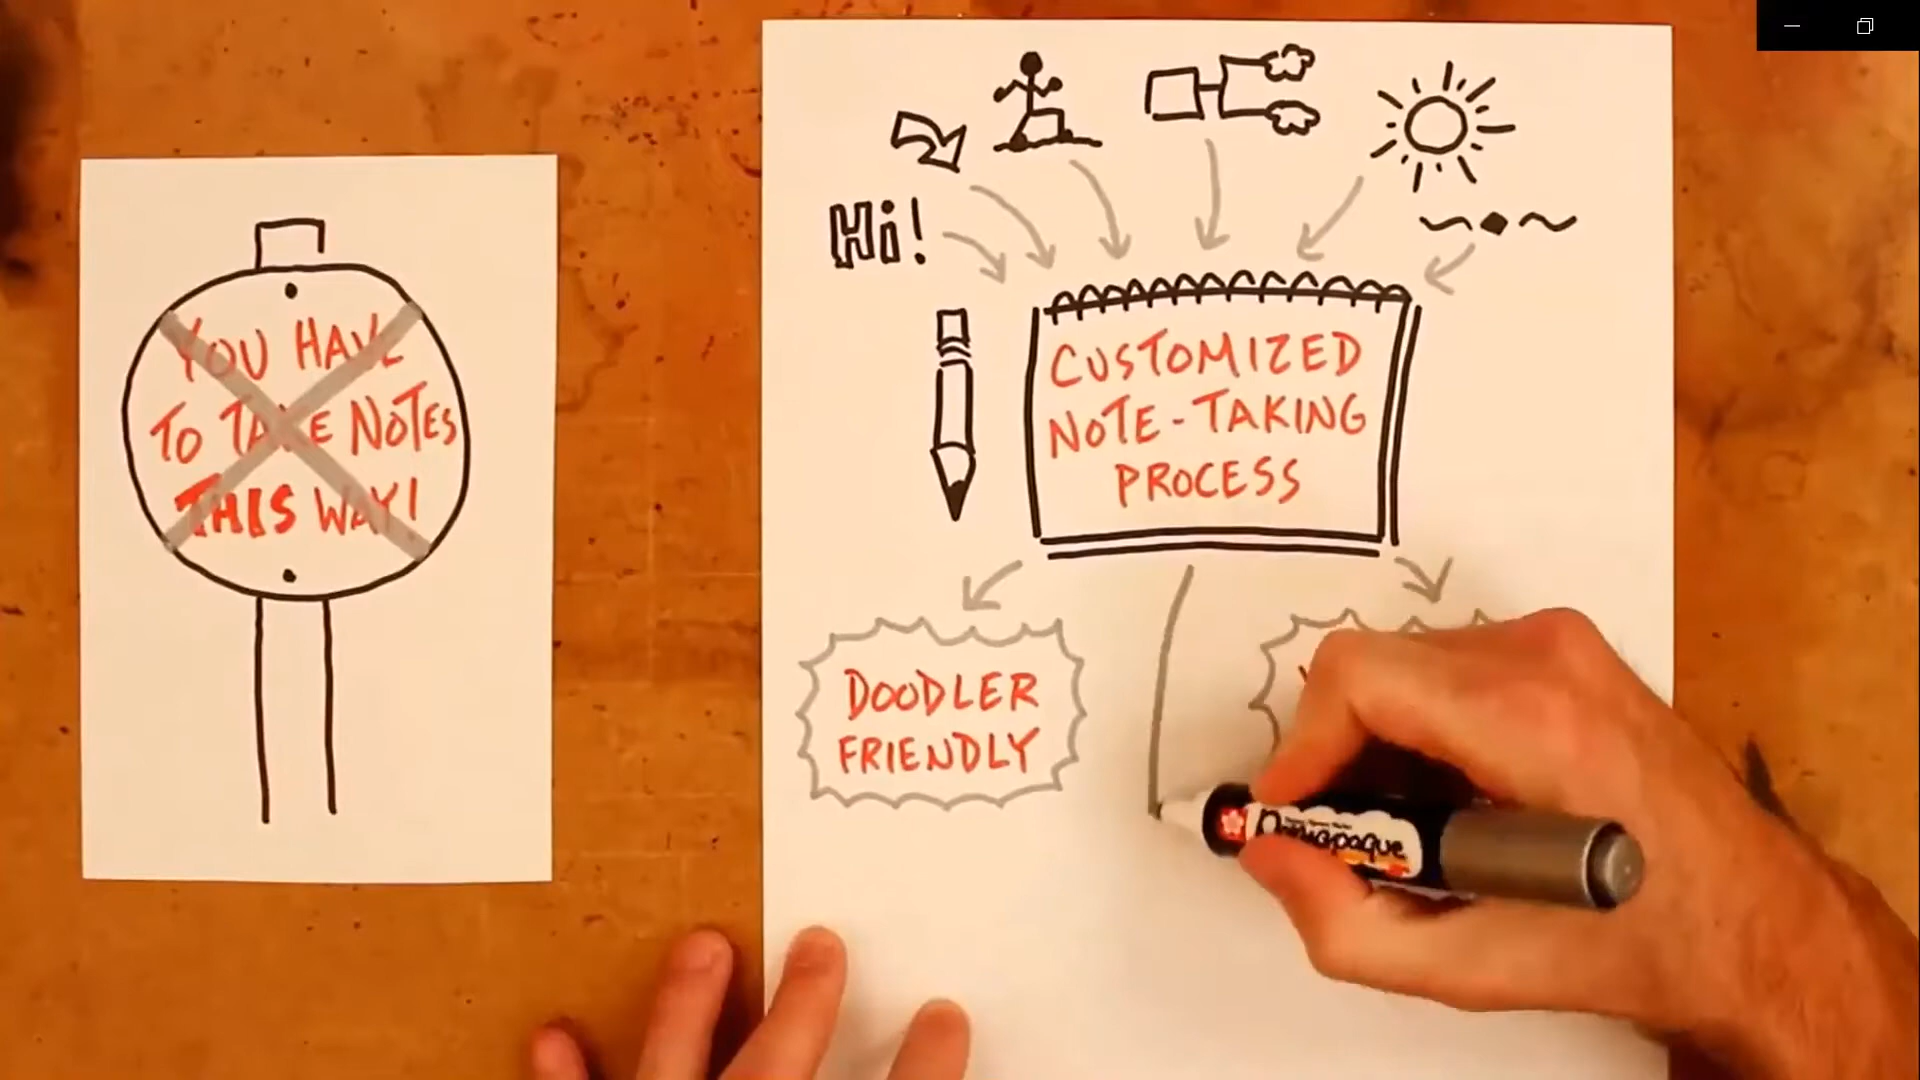 YOU HAVE
TO TAKE NOTES
THIS WAY!
Hi!
CUSTOMIZED
NOTE-TAKING
PROCESS
DOODLER
FRIENDLY